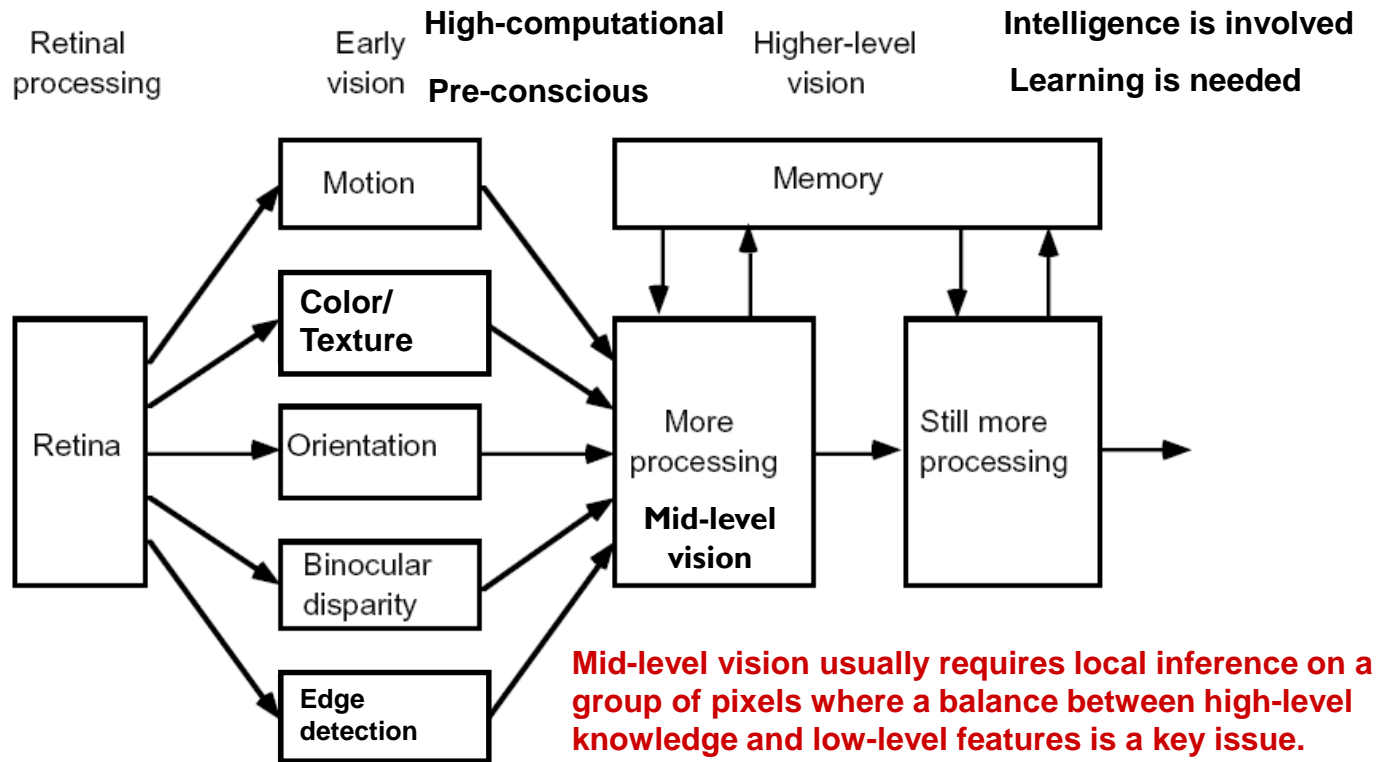 Retinal
processing
Early
vision
High-computational
Pre-conscious
Higher-level
vision
Intelligence is involved
Learning is needed
Motion
Memory
Color/
Texture
Retina
Orientation
More
processing
Mid-level
vision
Still more
processing
Binocular
disparity
Edge
detection
Mid-level vision usually requires local inference on a
group of pixels where a balance between high-level
knowledge and low-level features is a key issue.